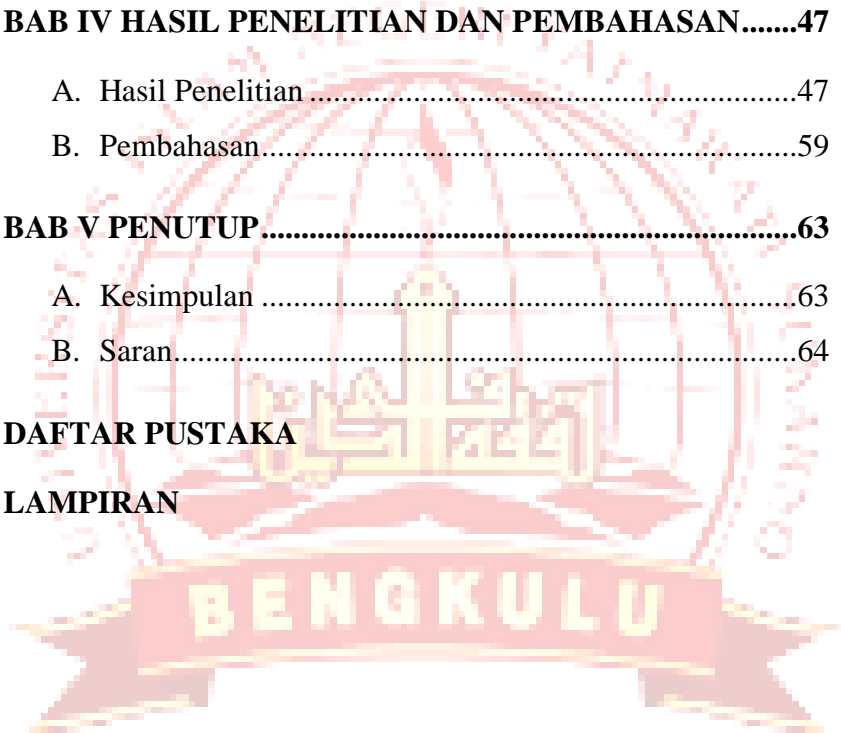 BAB IV HASIL PENELITIAN DAN PEMBAHASAN.......47
A. Hasil Penelitian...................................................47
B. Pembahasan........................................................59
BAB V PENUTUP..................................................................63
A. Kesimpulan........................................................63
B. Saran.................................................................64
DAFTAR PUSTAKA
LAMPIRAN
BENGKULU